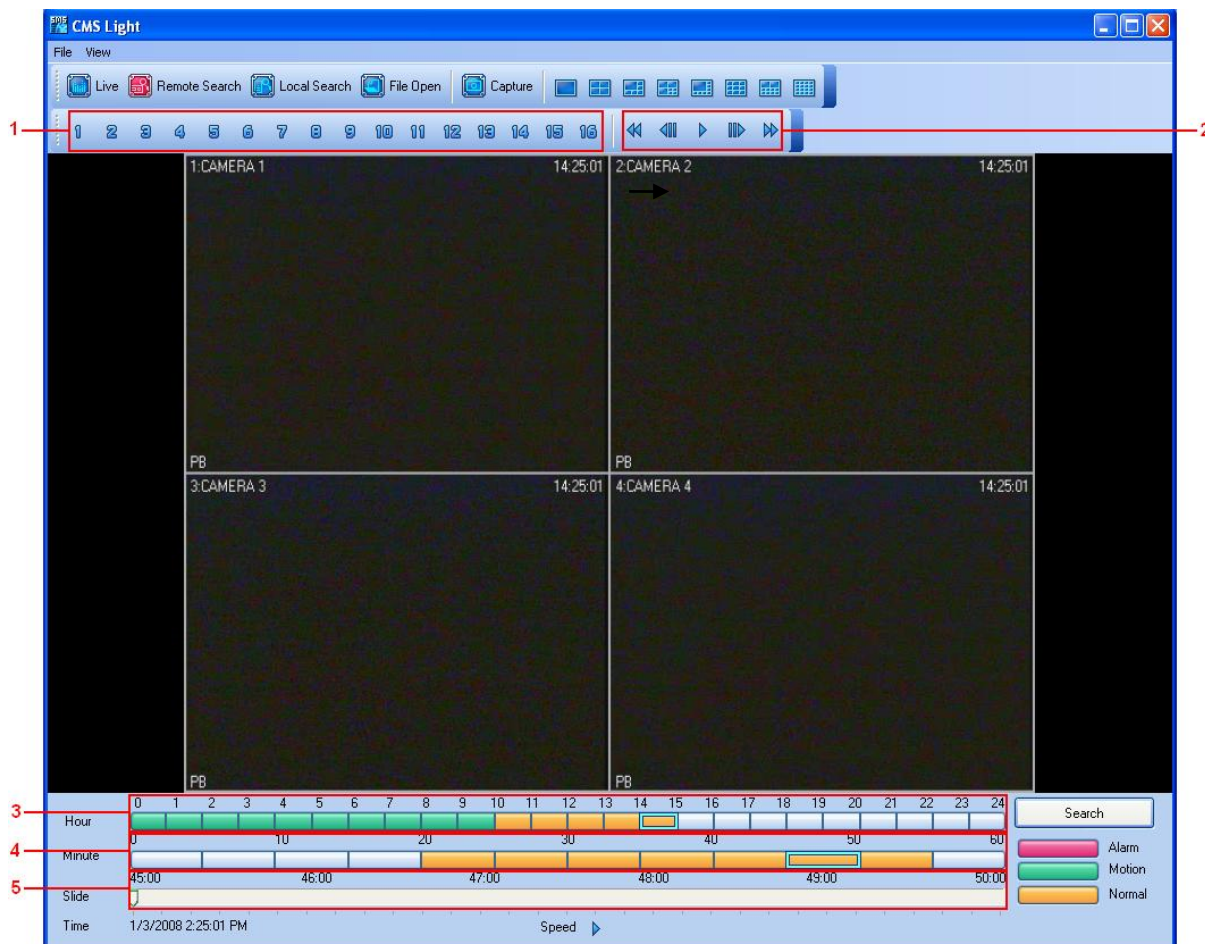 CMS Light
File View
Live Remote Search Local Search File Open Capture
1
1 2 3 4 5 6 7 8 9 10 11 12 13 14 15 16
2
1:CAMERA 1 14:25:01
2:CAMERA 2 14:25:01
PB
PB
3:CAMERA 3 14:25:01
4:CAMERA 4 14:25:01
PB
PB
3
Hour
0 1 2 3 4 5 6 7 8 9 10 11 12 13 14 15 16 17 18 19 20 21 22 23 24
Search
4
Minute
0 10 20 30 40 50 60
Alarm
Motion
Normal
5
Slide
45:00 46:00 47:00 48:00 49:00 50:00
Time 1/3/2008 2:25:01 PM Speed